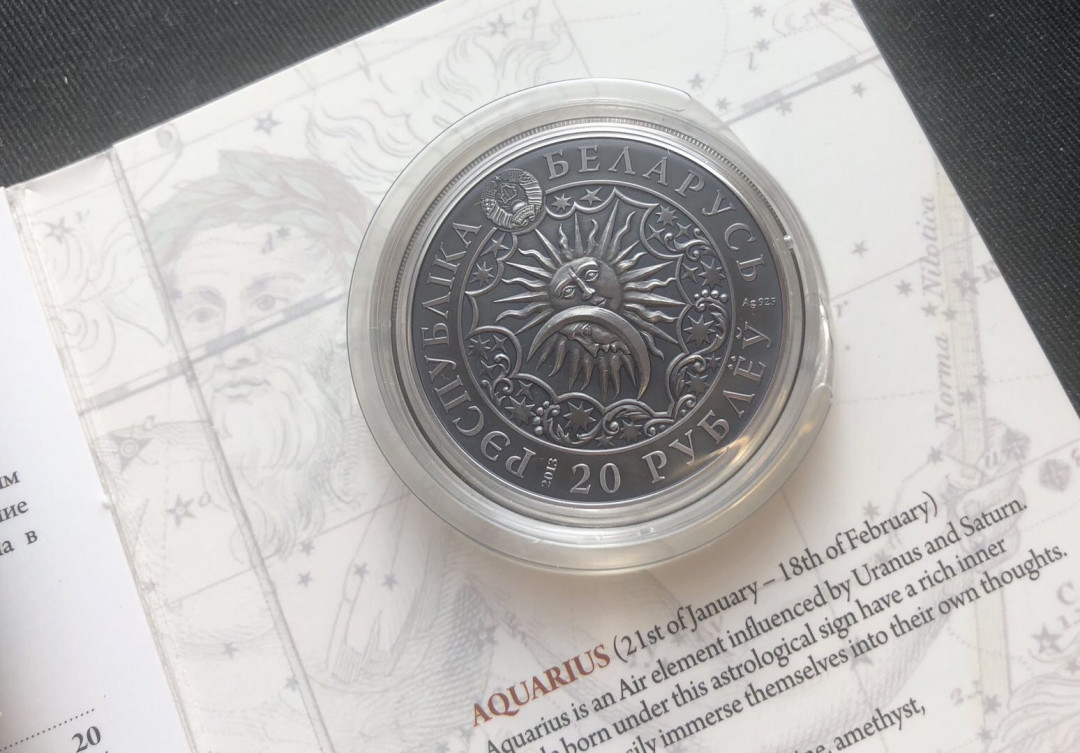 РЭСПУБЛІКА БЕЛАРУСЬ
Ag 925
2013
20 РУБЛЁЎ
Norma Nilotica
AQUARIUS (21st of January – 18th of February)
Aquarius is an Air element influenced by Uranus and Saturn.
born under this astrological sign have a rich inner
immerse themselves into their own thoughts.
amethyst,
20